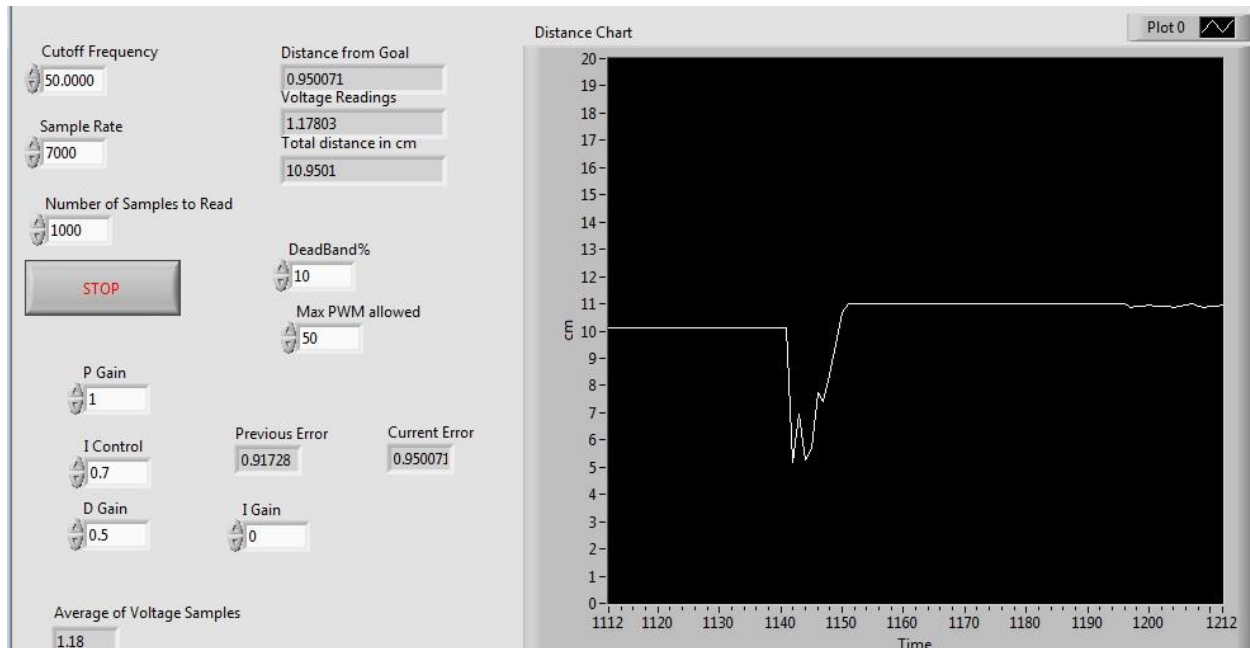 Cutoff Frequency
50.0000
Sample Rate
7000
Number of Samples to Read
1000
STOP
Distance from Goal
0.950071
Voltage Readings
1.17803
Total distance in cm
10.9501
DeadBand%
10
Max PWM allowed
50
P Gain
1
I Control
0.7
D Gain
0.5
Previous Error
0.91728
Current Error
0.950071
I Gain
0
Average of Voltage Samples
1.18
Distance Chart
Plot 0
20
19
18
17
16
15
14
13
12
11
10
9
8
7
6
5
4
3
2
1
0
cm
1112 1120 1130 1140 1150 1160 1170 1180 1190 1200 1212
Time